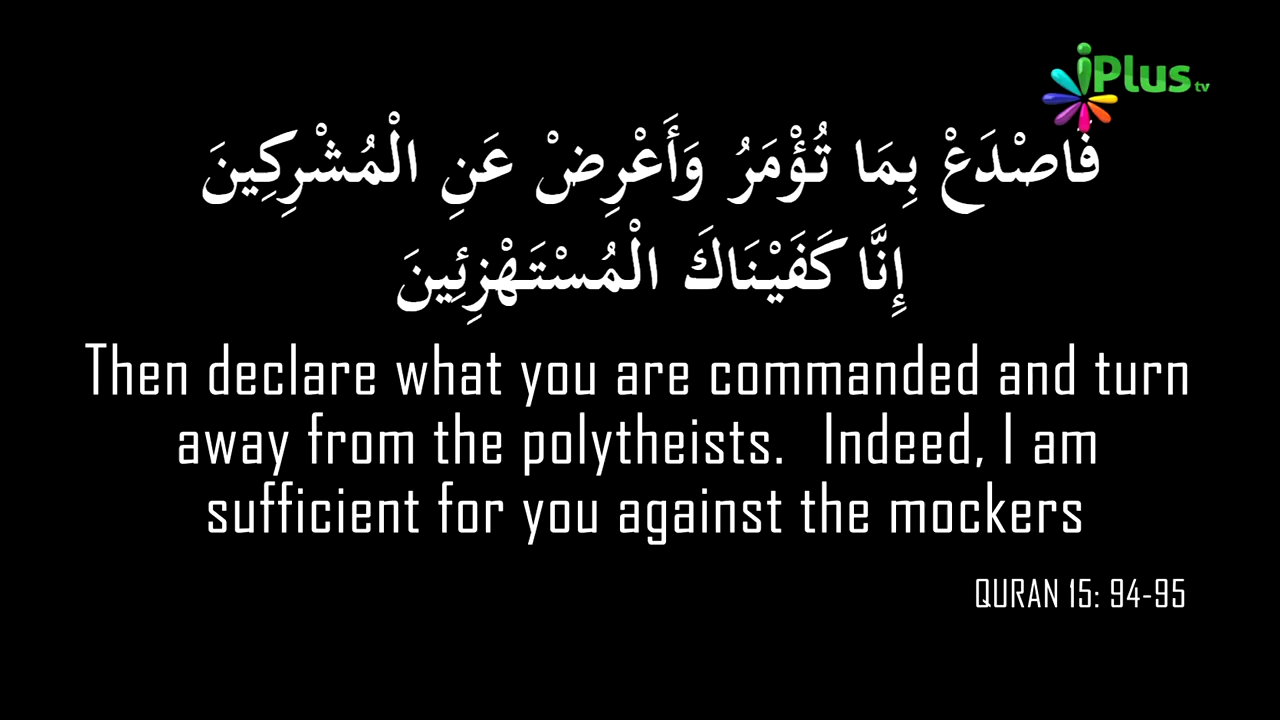 iPlus tv
فَاصْدَعْ بِمَا تُؤْمَرُ وَأَعْرِضْ عَنِ الْمُشْرِكِينَ
إِنَّا كَفَيْنَاكَ الْمُسْتَهْزِئِينَ
Then declare what you are commanded and turn
away from the polytheists. Indeed, I am
sufficient for you against the mockers
QURAN 15: 94-95